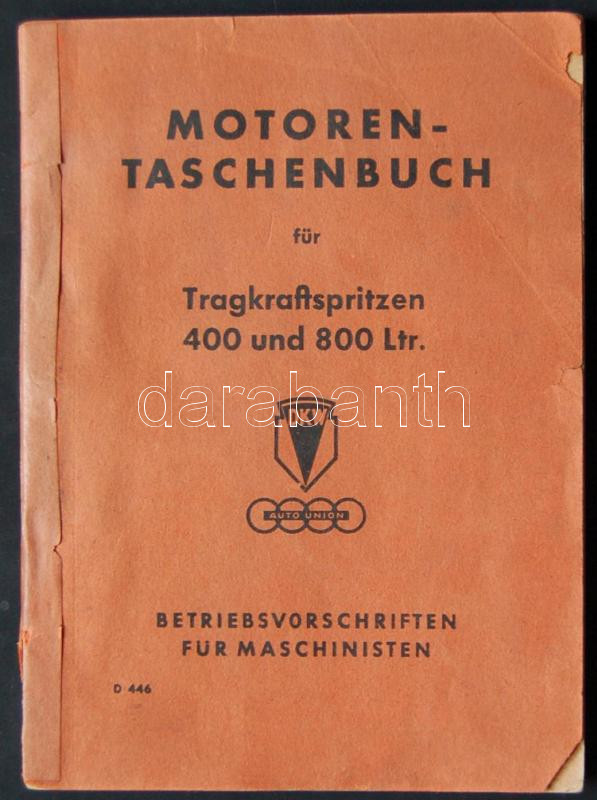 MOTOREN-
TASCHENBUCH
für
Tragkraftspritzen
400 und 800 Ltr.
darabanth
AUTO UNION
BETRIEBSVORSCHRIFTEN
FÜR MASCHINISTEN
D 446